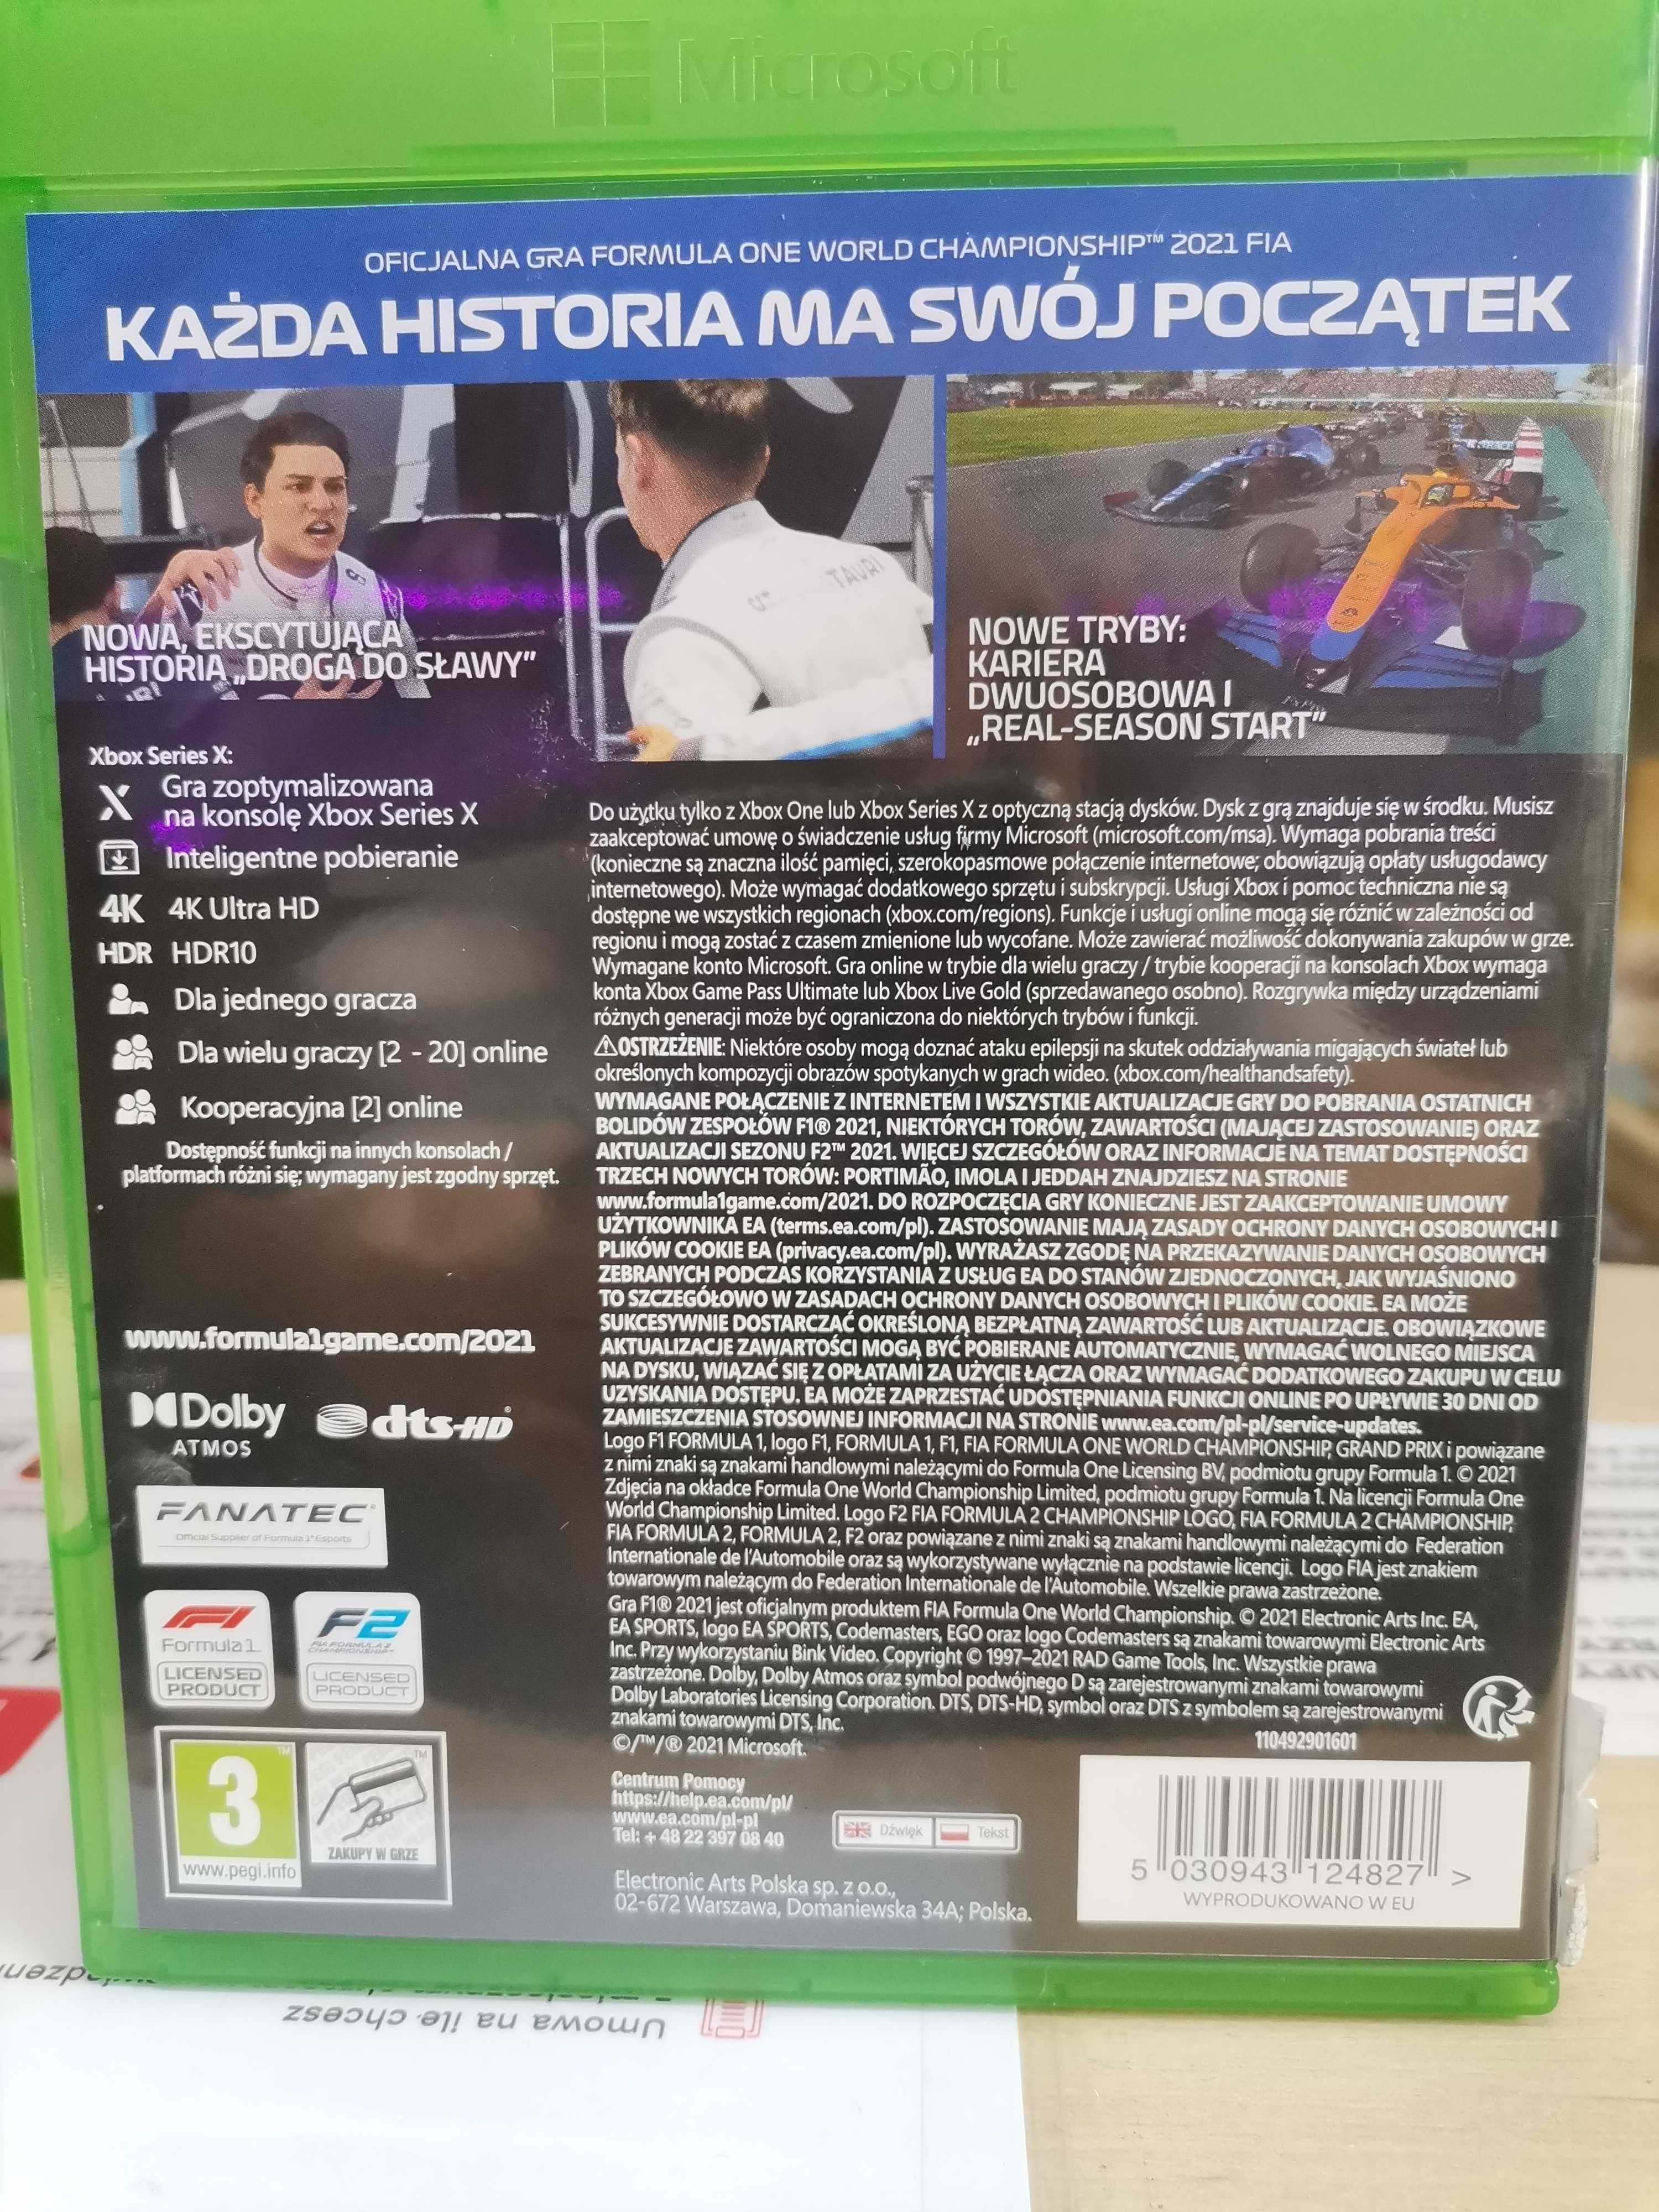 Microsoft
OFICJALNA GRA FORMULA ONE WORLD CHAMPIONSHIP™ 2021 FIA
KAŻDA HISTORIA MA SWÓJ POCZĄTEK
TAURI
NOWA, EKSCYTUJĄCA
HISTORIA „DROGA DO SŁAWY”
NOWE TRYBY:
KARIERA
DWUOSOBOWA I
„REAL-SEASON START”
Xbox Series X:
X Gra zoptymalizowana
na konsolę Xbox Series X
Inteligentne pobieranie
4K 4K Ultra HD
HDR HDR10
Dla jednego gracza
Dla wielu graczy [2 - 20] online
Kooperacyjna [2] online
Dostępność funkcji na innych konsolach /
platformach różni się; wymagany jest zgodny sprzęt.
www.formula1game.com/2021
Dolby
ATMOS
dts-HD
FANATEC
Official Supplier of Formula 1® Esports
F1
Formula 1
LICENSED
PRODUCT
F2
FIA FORMULA 2
CHAMPIONSHIP™
LICENSED
PRODUCT
3
www.pegi.info
ZAKUPY W GRZE
Do użytku tylko z Xbox One lub Xbox Series X z optyczną stacją dysków. Dysk z grą znajduje się w środku. Musisz
zaakceptować umowę o świadczenie usług firmy Microsoft (microsoft.com/msa). Wymaga pobrania treści
(konieczne są znaczna ilość pamięci, szerokopasmowe połączenie internetowe; obowiązują opłaty usługodawcy
internetowego). Może wymagać dodatkowego sprzętu i subskrypcji. Usługi Xbox i pomoc techniczna nie są
dostępne we wszystkich regionach (xbox.com/regions). Funkcje i usługi online mogą się różnić w zależności od
regionu i mogą zostać z czasem zmienione lub wycofane. Może zawierać możliwość dokonywania zakupów w grze.
Wymagane konto Microsoft. Gra online w trybie dla wielu graczy / trybie kooperacji na konsolach Xbox wymaga
konta Xbox Game Pass Ultimate lub Xbox Live Gold (sprzedawanego osobno). Rozgrywka między urządzeniami
różnych generacji może być ograniczona do niektórych trybów i funkcji.
⚠OSTRZEŻENIE: Niektóre osoby mogą doznać ataku epilepsji na skutek oddziaływania migających świateł lub
określonych kompozycji obrazów spotykanych w grach wideo. (xbox.com/healthandsafety).
WYMAGANE POŁĄCZENIE Z INTERNETEM I WSZYSTKIE AKTUALIZACJE GRY DO POBRANIA OSTATNICH
BOLIDÓW ZESPOŁÓW F1® 2021, NIEKTÓRYCH TORÓW, ZAWARTOŚCI (MAJĄCEJ ZASTOSOWANIE) ORAZ
AKTUALIZACJI SEZONU F2™ 2021. WIĘCEJ SZCZEGÓŁÓW ORAZ INFORMACJE NA TEMAT DOSTĘPNOŚCI
TRZECH NOWYCH TORÓW: PORTIMÃO, IMOLA I JEDDAH ZNAJDZIESZ NA STRONIE
www.formula1game.com/2021. DO ROZPOCZĘCIA GRY KONIECZNE JEST ZAAKCEPTOWANIE UMOWY
UŻYTKOWNIKA EA (terms.ea.com/pl). ZASTOSOWANIE MAJĄ ZASADY OCHRONY DANYCH OSOBOWYCH I
PLIKÓW COOKIE EA (privacy.ea.com/pl). WYRAŻASZ ZGODĘ NA PRZEKAZYWANIE DANYCH OSOBOWYCH
ZEBRANYCH PODCZAS KORZYSTANIA Z USŁUG EA DO STANÓW ZJEDNOCZONYCH, JAK WYJAŚNIONO
TO SZCZEGÓŁOWO W ZASADACH OCHRONY DANYCH OSOBOWYCH I PLIKÓW COOKIE. EA MOŻE
SUKCESYWNIE DOSTARCZAĆ OKREŚLONĄ BEZPŁATNĄ ZAWARTOŚĆ LUB AKTUALIZACJE. OBOWIĄZKOWE
AKTUALIZACJE ZAWARTOŚCI MOGĄ BYĆ POBIERANE AUTOMATYCZNIE, WYMAGAĆ WOLNEGO MIEJSCA
NA DYSKU, WIĄZAĆ SIĘ Z OPŁATAMI ZA UŻYCIE ŁĄCZA ORAZ WYMAGAĆ DODATKOWEGO ZAKUPU W CELU
UZYSKANIA DOSTĘPU. EA MOŻE ZAPRZESTAĆ UDOSTĘPNIANIA FUNKCJI ONLINE PO UPŁYWIE 30 DNI OD
ZAMIESZCZENIA STOSOWNEJ INFORMACJI NA STRONIE www.ea.com/pl-pl/service-updates.
Logo F1 FORMULA 1, logo F1, FORMULA 1, F1, FIA FORMULA ONE WORLD CHAMPIONSHIP, GRAND PRIX i powiązane
z nimi znaki są znakami handlowymi należącymi do Formula One Licensing BV, podmiotu grupy Formula 1. © 2021
Zdjęcia na okładce Formula One World Championship Limited, podmiotu grupy Formula 1. Na licencji Formula One
World Championship Limited. Logo F2 FIA FORMULA 2 CHAMPIONSHIP LOGO, FIA FORMULA 2 CHAMPIONSHIP,
FIA FORMULA 2, FORMULA 2, F2 oraz powiązane z nimi znaki są znakami handlowymi należącymi do Federation
Internationale de l'Automobile oraz są wykorzystywane wyłącznie na podstawie licencji. Logo FIA jest znakiem
towarowym należącym do Federation Internationale de l'Automobile. Wszelkie prawa zastrzeżone.
Gra F1® 2021 jest oficjalnym produktem FIA Formula One World Championship. © 2021 Electronic Arts Inc. EA,
EA SPORTS, logo EA SPORTS, Codemasters, EGO oraz logo Codemasters są znakami towarowymi Electronic Arts
Inc. Przy wykorzystaniu Bink Video. Copyright © 1997–2021 RAD Game Tools, Inc. Wszystkie prawa
zastrzeżone. Dolby, Dolby Atmos oraz symbol podwójnego D są zarejestrowanymi znakami towarowymi
Dolby Laboratories Licensing Corporation. DTS, DTS-HD, symbol oraz DTS z symbolem są zarejestrowanymi
znakami towarowymi DTS, Inc.
©/™/® 2021 Microsoft.
110492901601
Centrum Pomocy
https://help.ea.com/pl/
www.ea.com/pl-pl
Tel: + 48 22 397 08 40
Dźwięk Tekst
Electronic Arts Polska sp. z o.o.,
02-672 Warszawa, Domaniewska 34A; Polska.
5 030943 124827 >
WYPRODUKOWANO W EU
Umowa na ile chcesz